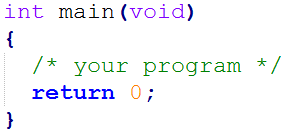 int main(void)
{
  /* your program */
  return 0;
}